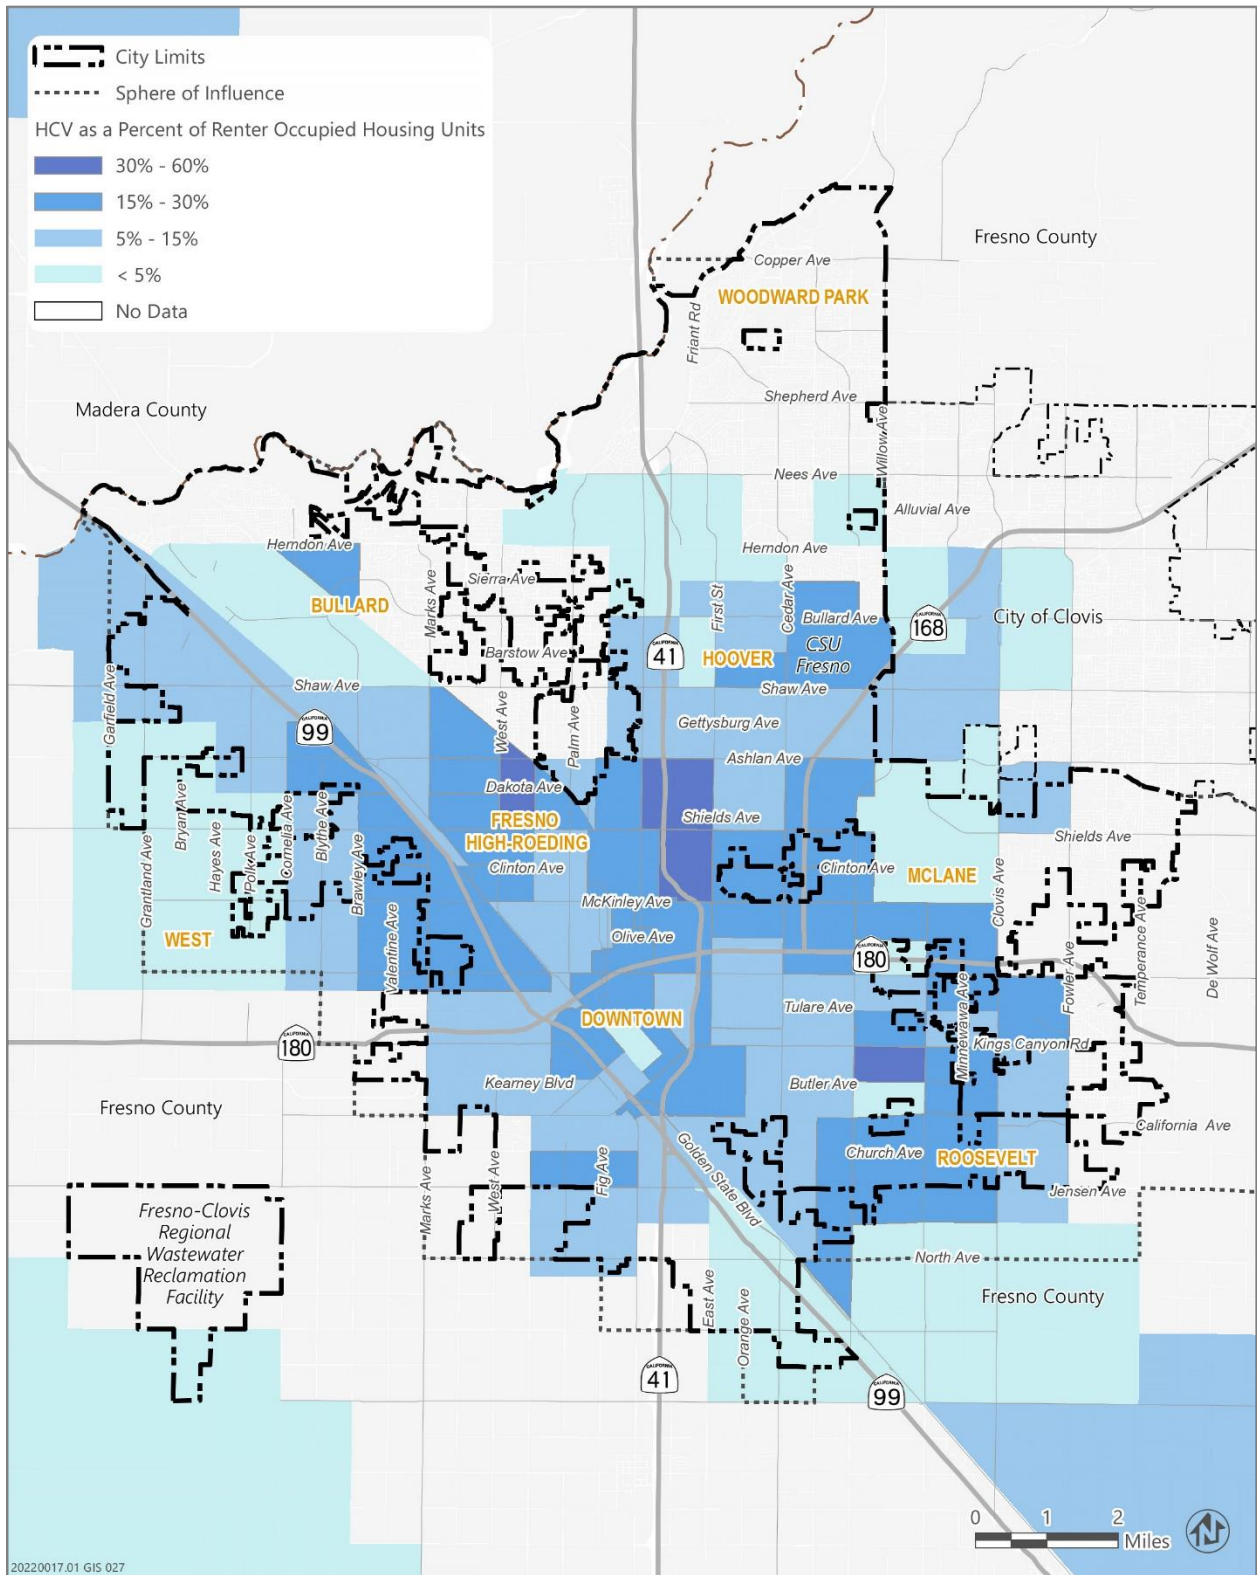 City Limits
Sphere of Influence
HCV as a Percent of Renter Occupied Housing Units
30% - 60%
15% - 30%
5% - 15%
< 5%
No Data
Fresno County
Copper Ave
WOODWARD PARK
Friant Rd
Shepherd Ave
Madera County
Willow Ave
Nees Ave
Alluvial Ave
Herndon Ave
Herndon Ave
Sierra Ave
Marks Ave
BULLARD
First St
Cedar Ave
Bullard Ave
CALIFORNIA
168
City of Clovis
CALIFORNIA
41
HOOVER
CSU
Fresno
Barstow Ave
Shaw Ave
Shaw Ave
Garfield Ave
CALIFORNIA
99
West Ave
Palm Ave
Gettysburg Ave
Ashlan Ave
Dakota Ave
Shields Ave
FRESNO
HIGH-ROEDING
Shields Ave
Bryan Ave
Cornelia Ave
Blythe Ave
Grantland Ave
Hayes Ave
Polk Ave
Brawley Ave
Clinton Ave
Clinton Ave
MCLANE
Clovis Ave
McKinley Ave
Olive Ave
WEST
Valentine Ave
CALIFORNIA
180
Fowler Ave
Temperance Ave
De Wolf Ave
Tulare Ave
Minnewawa Ave
DOWNTOWN
CALIFORNIA
180
Kings Canyon Rd
Kearney Blvd
Butler Ave
Fresno County
California Ave
Golden State Blvd
Church Ave
ROOSEVELT
Marks Ave
West Ave
Fig Ave
Jensen Ave
Fresno-Clovis
Regional
Wastewater
Reclamation
Facility
North Ave
East Ave
Orange Ave
Fresno County
CALIFORNIA
41
CALIFORNIA
99
0 1 2
Miles
N
20220017.01 GIS 027